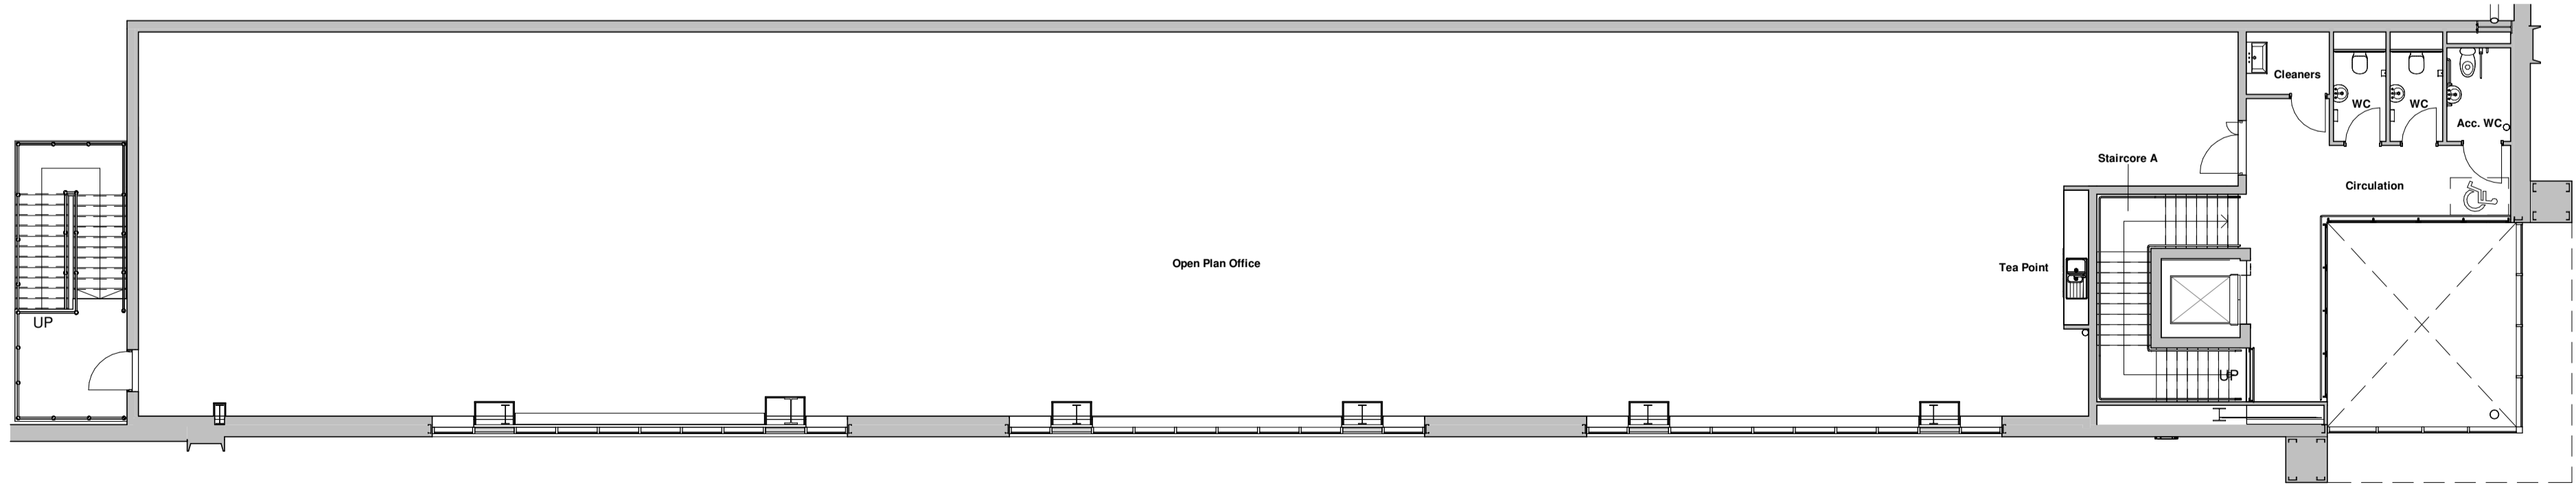 Cleaners
WC
WC
Acc. WC
Staircore A
Circulation
Open Plan Office
Tea Point
UP
UP